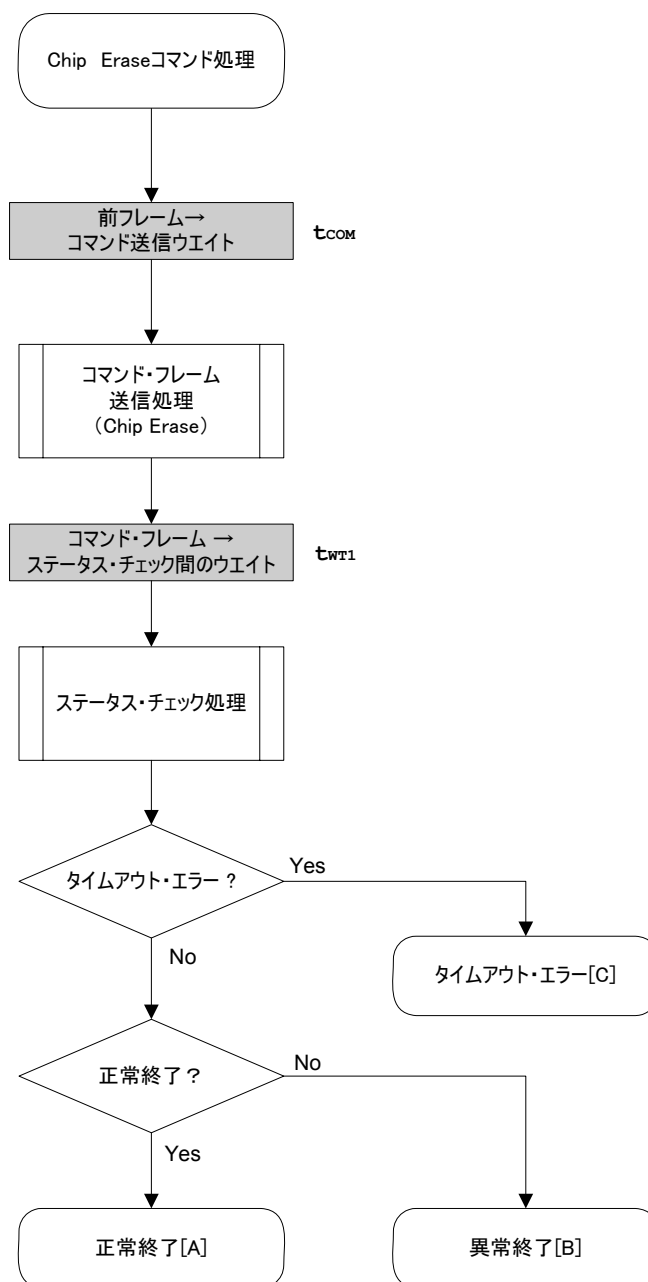 Chip Eraseコマンド処理
前フレーム→
コマンド送信ウエイト
tCOM
コマンド・フレーム
送信処理
（Chip Erase）
コマンド・フレーム →
ステータス・チェック間のウエイト
tWT1
ステータス・チェック処理
タイムアウト・エラー ?
Yes
No
タイムアウト・エラー[C]
正常終了？
No
Yes
正常終了[A]
異常終了[B]